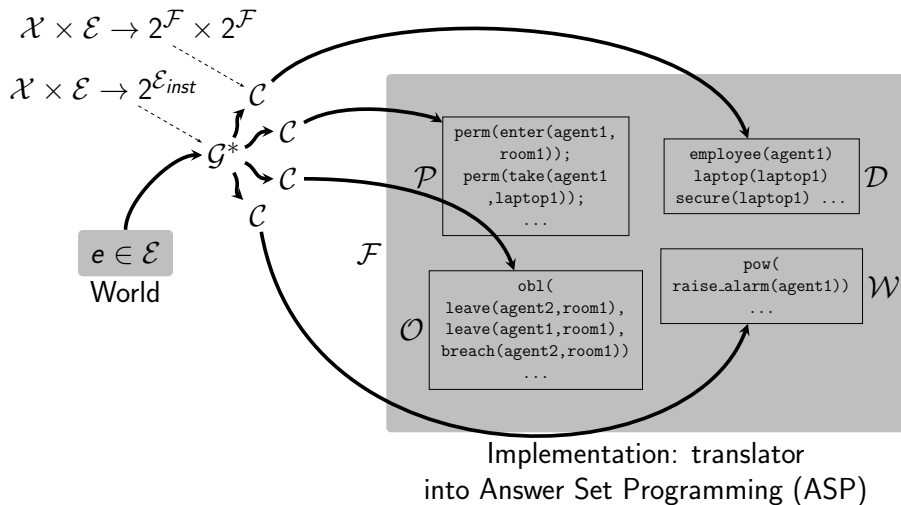 𝒳 × ℰ → 2^ℱ × 2^ℱ
𝒳 × ℰ → 2^ℰinst
𝒞
𝒞
𝒢*
𝒞
𝒞
e ∈ ℰ
World
ℱ
𝒫
perm(enter(agent1,
room1));
perm(take(agent1
,laptop1));
...
employee(agent1)
laptop(laptop1)
secure(laptop1) ...
𝒟
𝒪
obl(
leave(agent2,room1),
leave(agent1,room1),
breach(agent2,room1))
...
pow(
raise_alarm(agent1))
...
𝒲
Implementation: translator
into Answer Set Programming (ASP)